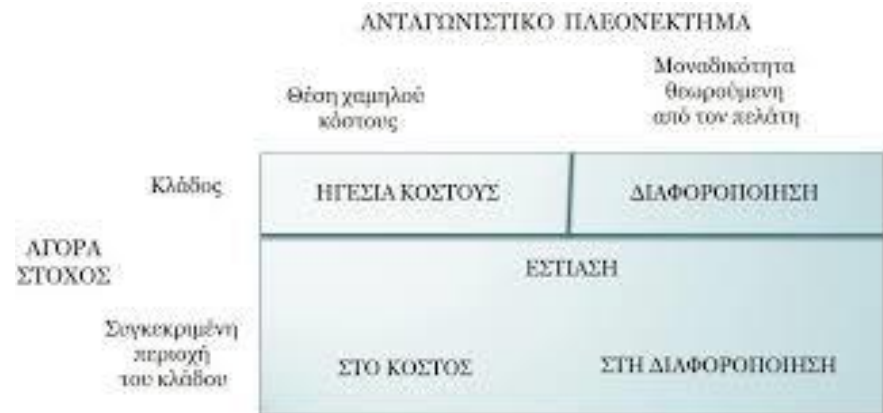 ΑΝΤΑΓΩΝΙΣΤΙΚΟ ΠΛΕΟΝΕΚΤΗΜΑ
Θέση χαμηλού
κόστους
Μοναδικότητα
θεωρούμενη
από τον πελάτη
Κλάδος
ΗΓΕΣΙΑ ΚΟΣΤΟΥΣ
ΔΙΑΦΟΡΟΠΟΙΗΣΗ
ΑΓΟΡΑ
ΣΤΟΧΟΣ
ΕΣΤΙΑΣΗ
Συγκεκριμένη
περιοχή
του κλάδου
ΣΤΟ ΚΟΣΤΟΣ
ΣΤΗ ΔΙΑΦΟΡΟΠΟΙΗΣΗ